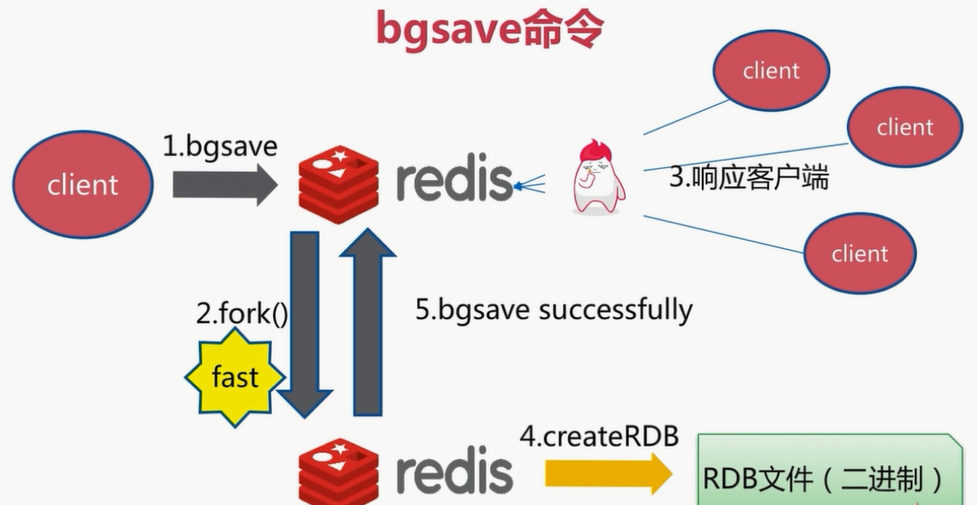 bgsave命令
client
1.bgsave
redis
3.响应客户端
client
client
client
2.fork()
fast
5.bgsave successfully
redis
4.createRDB
RDB文件（二进制）